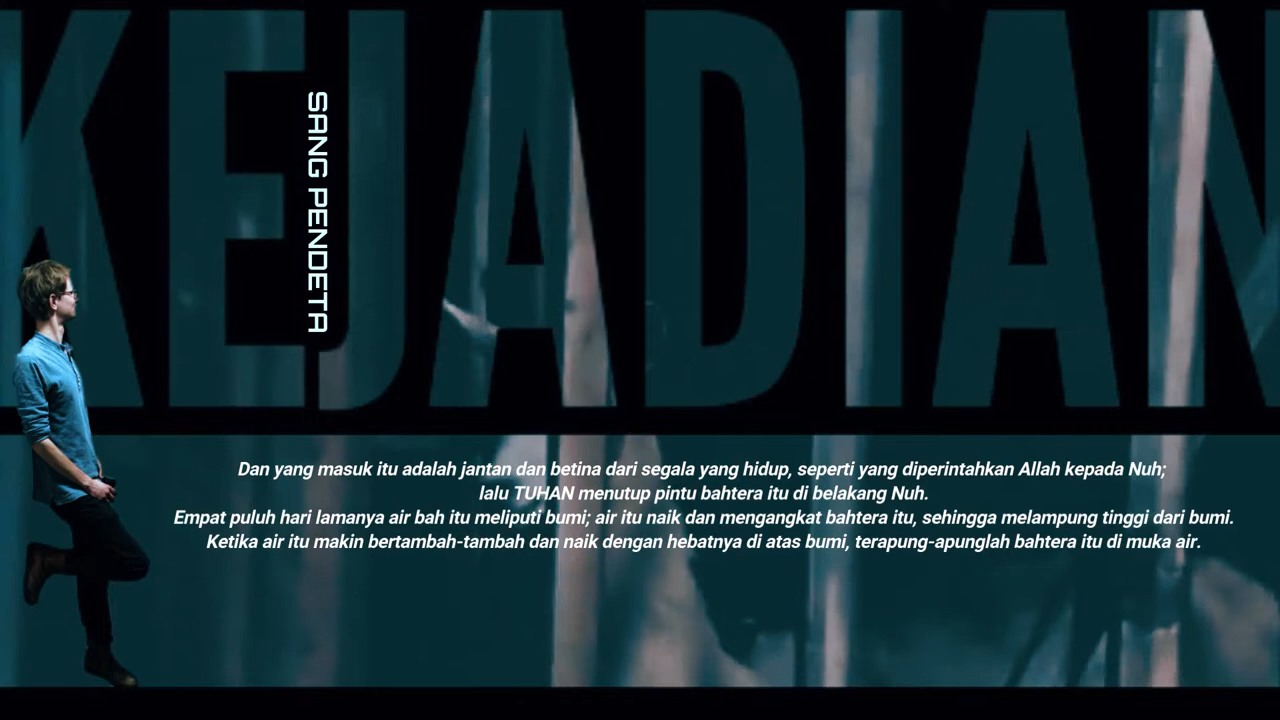 KEJADIAN
SANG PENDETA
Dan yang masuk itu adalah jantan dan betina dari segala yang hidup, seperti yang diperintahkan Allah kepada Nuh;
lalu TUHAN menutup pintu bahtera itu di belakang Nuh.
Empat puluh hari lamanya air bah itu meliputi bumi; air itu naik dan mengangkat bahtera itu, sehingga melampung tinggi dari bumi.
Ketika air itu makin bertambah-tambah dan naik dengan hebatnya di atas bumi, terapung-apunglah bahtera itu di muka air.